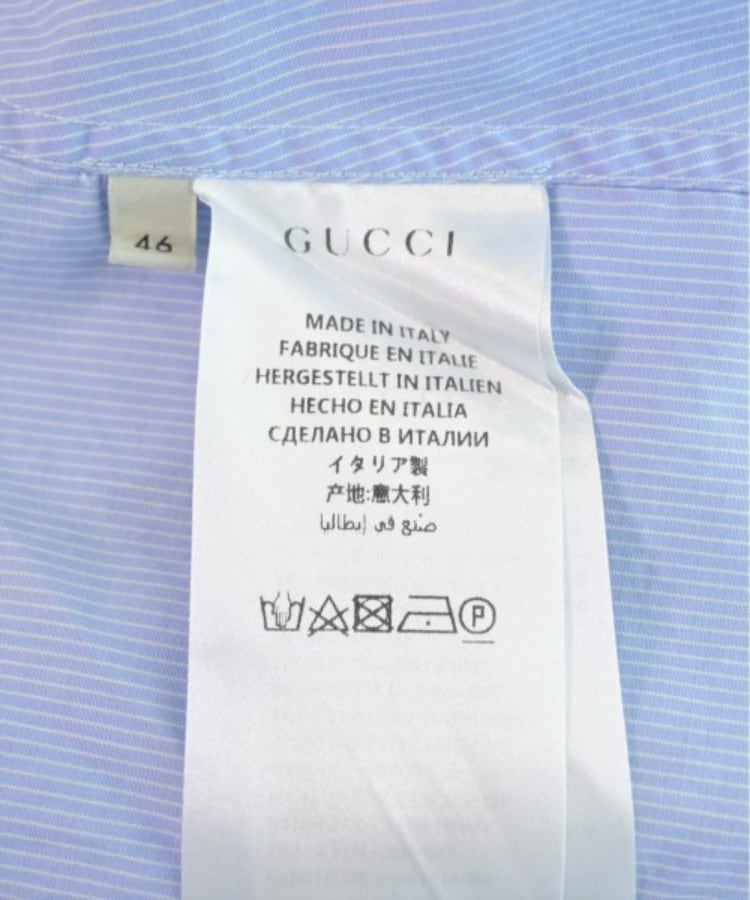 46
GUCCI
MADE IN ITALY
FABRIQUE EN ITALIE
HERGESTELLT IN ITALIEN
HECHO EN ITALIA
СДЕЛАНО В ИТАЛИИ
イタリア製
产地:意大利
صنع في إيطاليا
P